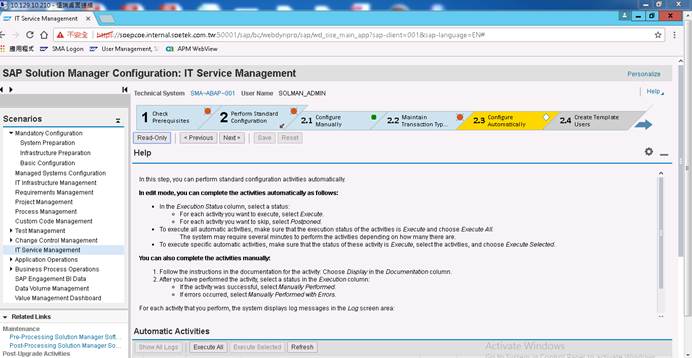 10.129.10.210 - 遠端桌面連線
IT Service Management
不安全 https://soepcoe.internal.soetek.com.tw:50001/sap/bc/webdynpro/sap/wd_sise_main_app?sap-client=001&sap-language=EN#
應用程式 SMA Logon User Management, S APM WebView
SAP Solution Manager Configuration: IT Service Management
Personalize
Technical System SMA~ABAP~001 User Name SOLMAN_ADMIN
Help
1 Check Prerequisites
2 Perform Standard Configuration
2.1 Configure Manually
2.2 Maintain Transaction Typ...
2.3 Configure Automatically
2.4 Create Template Users
Read-Only < Previous Next > Save Reset
Scenarios
Mandatory Configuration
System Preparation
Infrastructure Preparation
Basic Configuration
Managed Systems Configuration
IT Infrastructure Management
Requirements Management
Project Management
Process Management
Custom Code Management
Test Management
Change Control Management
IT Service Management
Application Operations
Business Process Operations
SAP Engagement BI Data
Data Volume Management
Value Management Dashboard
Related Links
Maintenance
Pre-Processing Solution Manager Soft...
Post-Processing Solution Manager So...
Post-Upgrade Activities
Help
In this step, you can perform standard configuration activities automatically.
In edit mode, you can complete the activities automatically as follows:
In the Execution Status column, select a status:
For each activity you want to execute, select Execute.
For each activity you want to skip, select Postponed.
To execute all automatic activities, make sure that the execution status of the activities is Execute and choose Execute All.
The system may require several minutes to perform the activities depending on how many there are.
To execute specific automatic activities, make sure that the status of these activity is Execute, select the activities, and choose Execute Selected.
You can also complete the activities manually:
1. Follow the instructions in the documentation for the activity: Choose Display in the Documentation column.
2. After you have performed the activity, select a status in the Execution column:
If the activity was successful, select Manually Performed.
If errors occurred, select Manually Performed with Errors.
For each activity that you perform, the system displays log messages in the Log screen area:
Automatic Activities
Show All Logs Execute All Execute Selected Refresh
Activate Windows